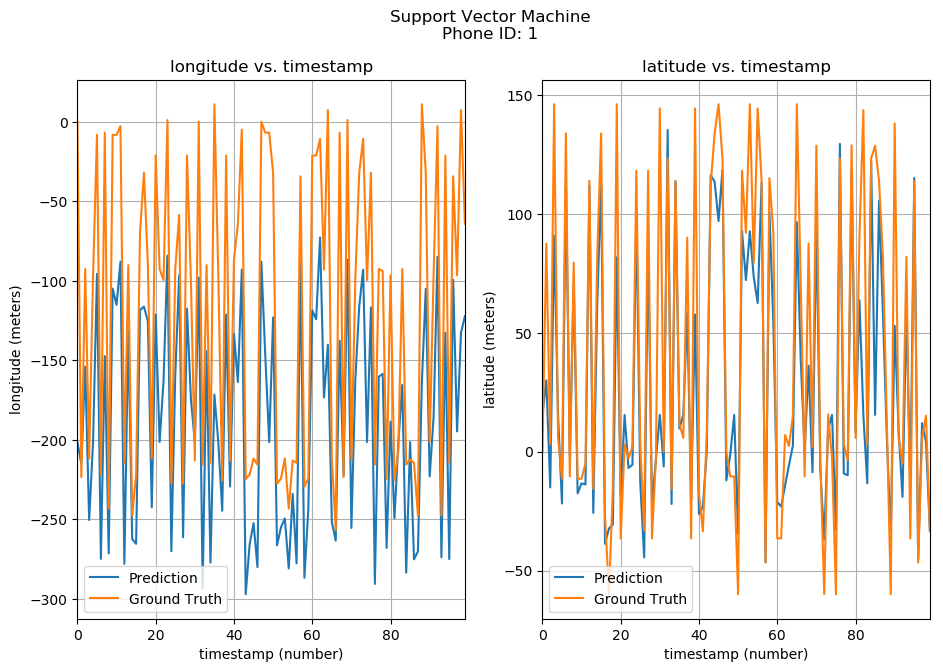 Support Vector Machine
Phone ID: 1
longitude vs. timestamp
longitude (meters)
0
−50
−100
−150
−200
−250
−300
0
20
40
60
80
timestamp (number)
Prediction
Ground Truth
latitude vs. timestamp
latitude (meters)
150
100
50
0
−50
0
20
40
60
80
timestamp (number)
Prediction
Ground Truth